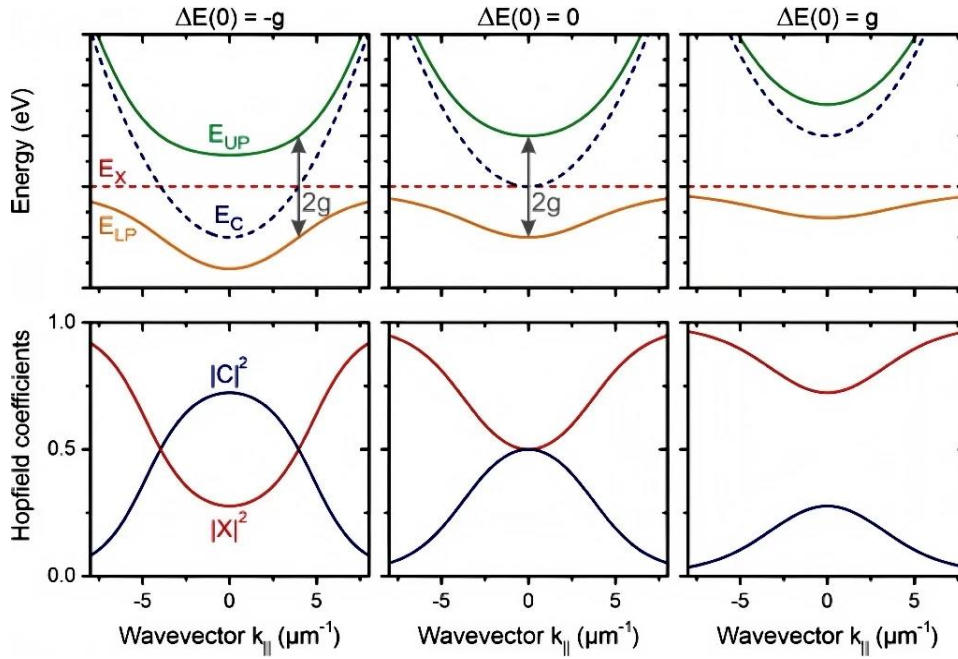 ΔE(0) = -g
ΔE(0) = 0
ΔE(0) = g
Energy (eV)
E_UP
E_X
E_C
E_LP
2g
2g
Hopfield coefficients
1.0
0.5
0.0
|C|²
|X|²
-5 0 5
-5 0 5
-5 0 5
Wavevector k_|| (µm⁻¹)
Wavevector k_|| (µm⁻¹)
Wavevector k_|| (µm⁻¹)